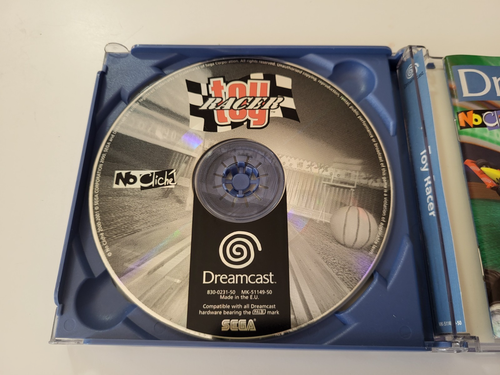 toy
RACER
No Cliché
Dreamcast
830-0231-50 MK-51149-50
Made in the E.U.
Compatible with all Dreamcast
hardware bearing the PAL mark
SEGA
Toy Racer
Dr
No